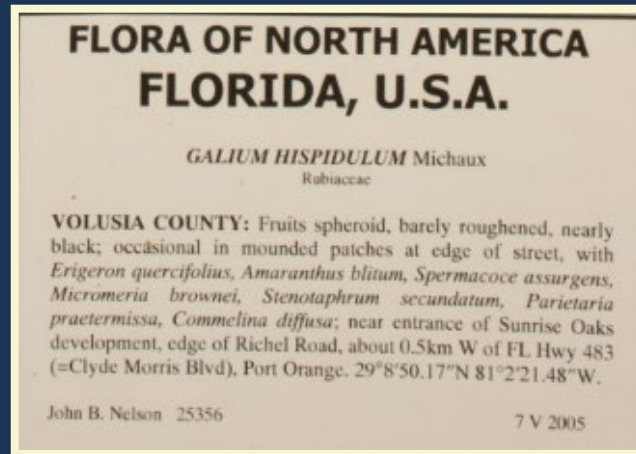 FLORA OF NORTH AMERICA
FLORIDA, U.S.A.
GALIUM HISPIDULUM Michaux
Rubiaceae
VOLUSIA COUNTY: Fruits spheroid, barely roughened, nearly
black; occasional in mounded patches at edge of street, with
Erigeron quercifolius, Amaranthus blitum, Spermacoce assurgens,
Micromeria brownei, Stenotaphrum secundatum, Parietaria
praetermissa, Commelina diffusa; near entrance of Sunrise Oaks
development, edge of Richel Road, about 0.5km W of FL Hwy 483
(=Clyde Morris Blvd), Port Orange. 29°8'50.17"N 81°2'21.48"W.
John B. Nelson 25356
7 V 2005